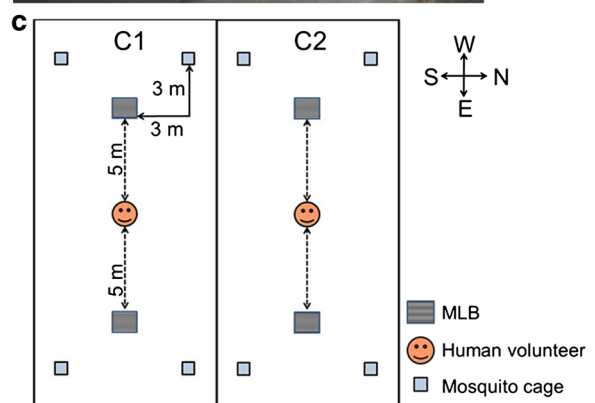 c
C1
C2
W
S
N
E
3 m
3 m
5 m
5 m
MLB
Human volunteer
Mosquito cage